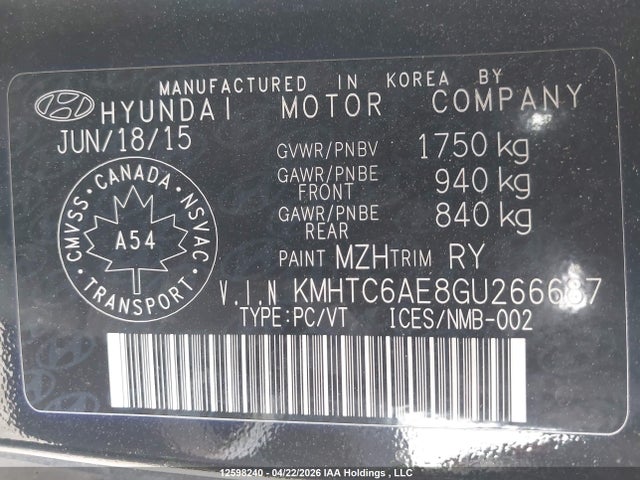 MANUFACTURED IN KOREA BY
HYUNDAI MOTOR COMPANY
JUN/18/15
GVWR/PNBV 1750 kg
GAWR/PNBE FRONT 940 kg
GAWR/PNBE REAR 840 kg
CANADA
CMVSS
NSVAC
A54
TRANSPORT
PAINT MZH TRIM RY
V.I.N KMHTC6AE8GU266687
TYPE:PC/VT ICES/NMB-002
12598240 - 04/22/2026 IAA Holdings , LLC